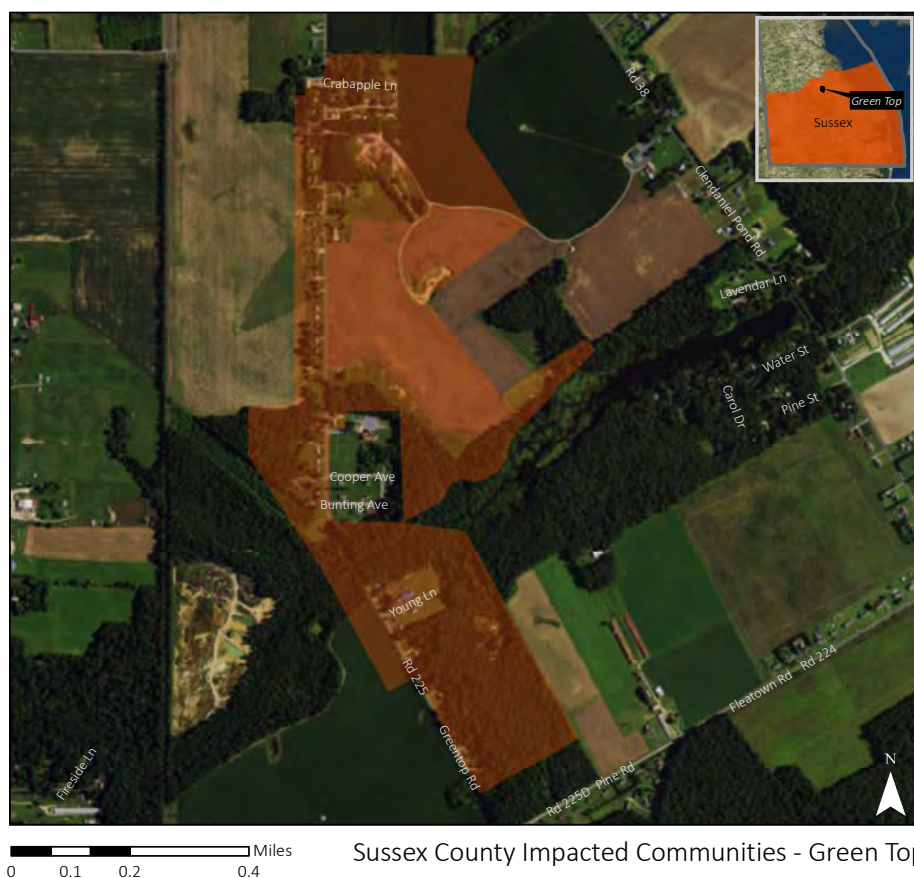 Crabapple Ln
Rd 38
Green Top
Sussex
Clendaniel Pond Rd
Lavendar Ln
Water St
Carol Dr
Pine St
Cooper Ave
Bunting Ave
Young Ln
Rd 225
Greentop Rd
Fleatown Rd Rd 224
Rd 225D Pine Rd
Fireside Ln
N
Miles
0 0.1 0.2 0.4
Sussex County Impacted Communities - Green Top